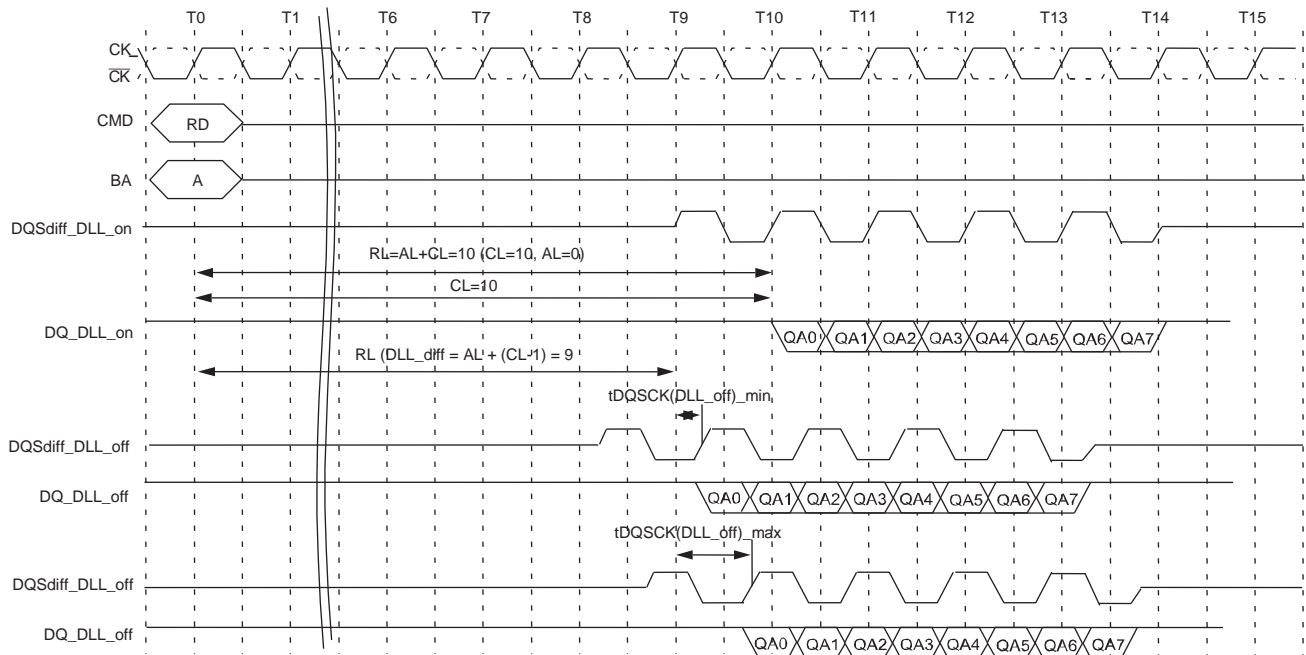 T0 T1 T6 T7 T8 T9 T10 T11 T12 T13 T14 T15
CK
CK
CMD RD
BA A
DQSdiff_DLL_on
RL=AL+CL=10 (CL=10, AL=0)
CL=10
DQ_DLL_on QA0 QA1 QA2 QA3 QA4 QA5 QA6 QA7
RL (DLL_diff = AL + (CL-1) = 9
tDQSCK(DLL_off)_min
DQSdiff_DLL_off
DQ_DLL_off QA0 QA1 QA2 QA3 QA4 QA5 QA6 QA7
tDQSCK(DLL_off)_max
DQSdiff_DLL_off
DQ_DLL_off QA0 QA1 QA2 QA3 QA4 QA5 QA6 QA7